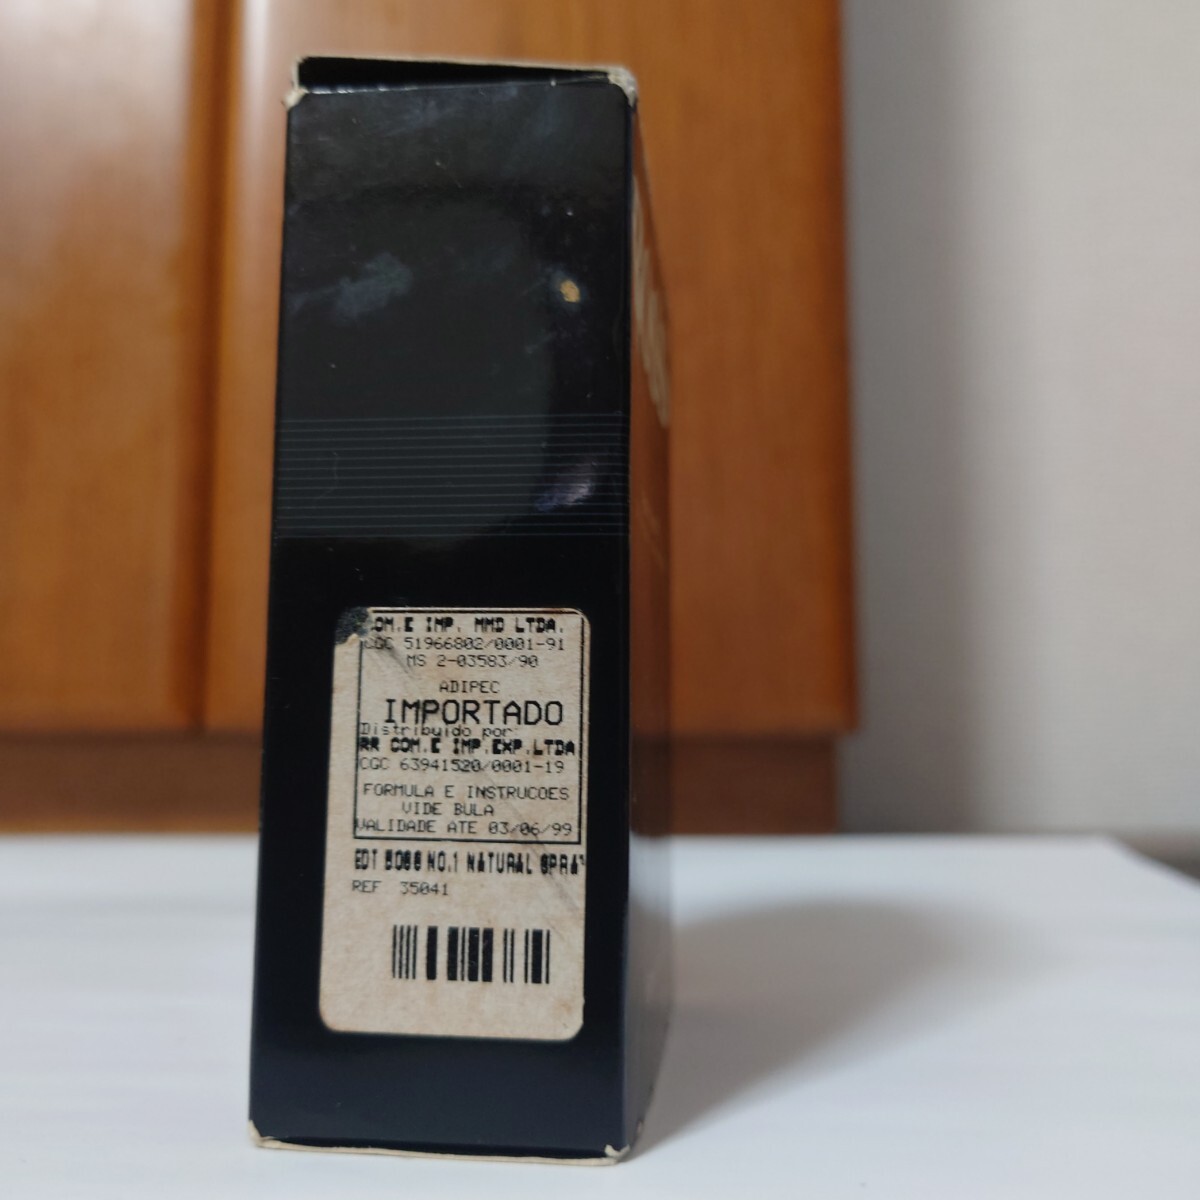 COM.E IMP. MMD LTDA.
CGC 51966802/0001-91
MS 2-03583/90
ADIPEC
IMPORTADO
Distribuido por:
RR COM.E IMP.EXP.LTDA
CGC 63941520/0001-19
FORMULA E INSTRUCOES
VIDE BULA
VALIDADE ATE 03/06/99
EDT BOSS NO.1 NATURAL SPRAY
REF 35041